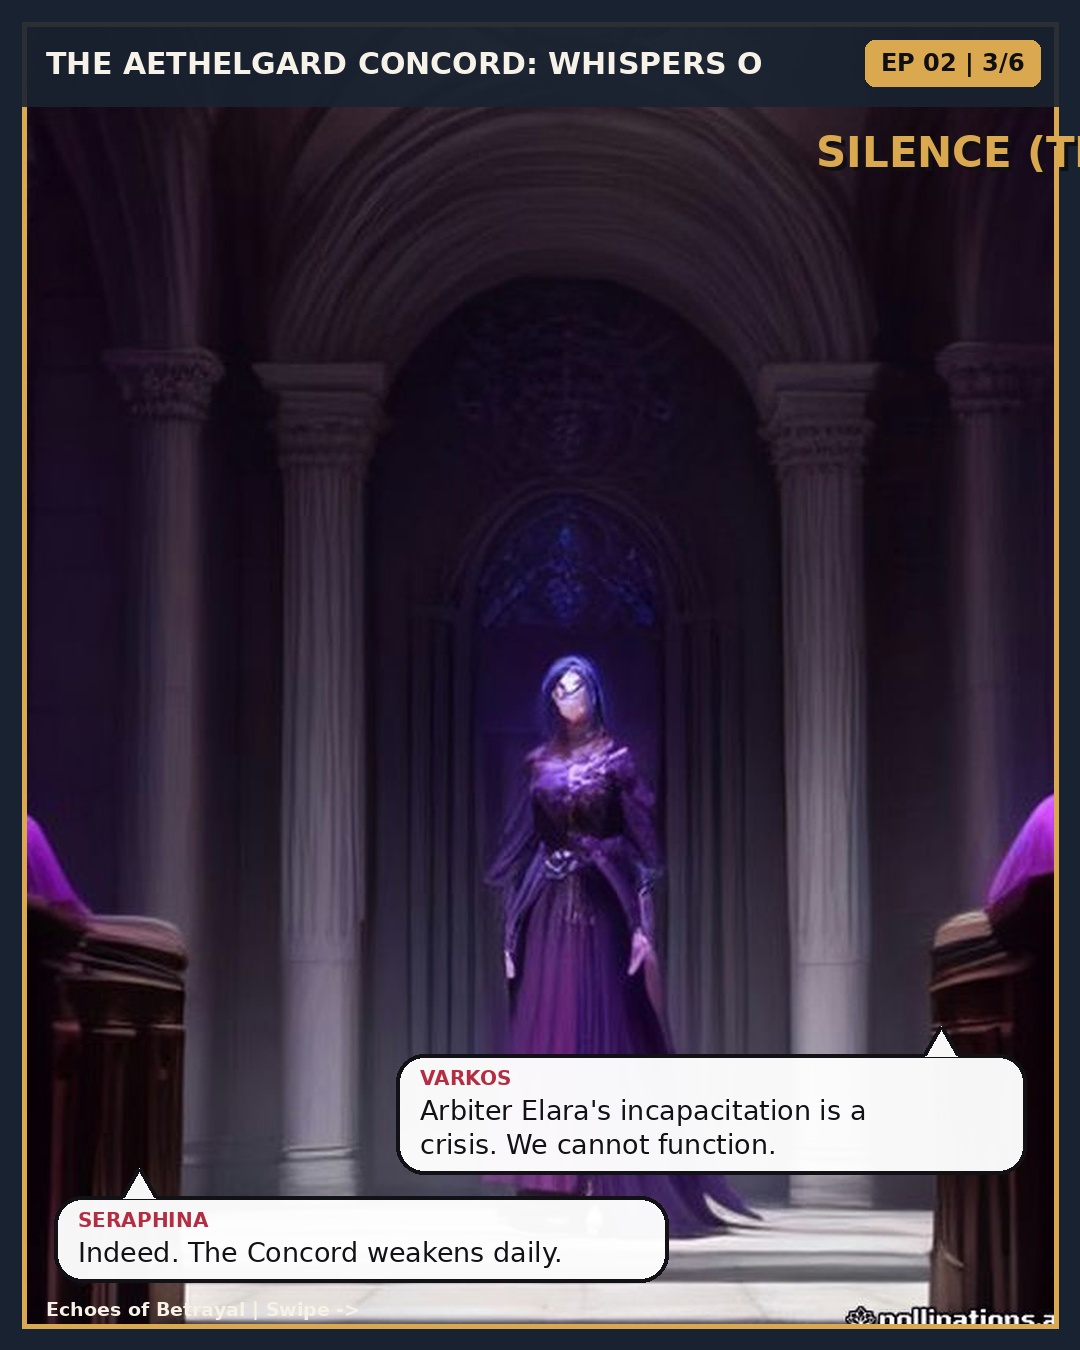 THE AETHELGARD CONCORD: WHISPERS O
EP 02 | 3/6
SILENCE (T
VARKOS
Arbiter Elara's incapacitation is a
crisis. We cannot function.
SERAPHINA
Indeed. The Concord weakens daily.
Echoes of Betrayal | Swipe ->
pollinations.a